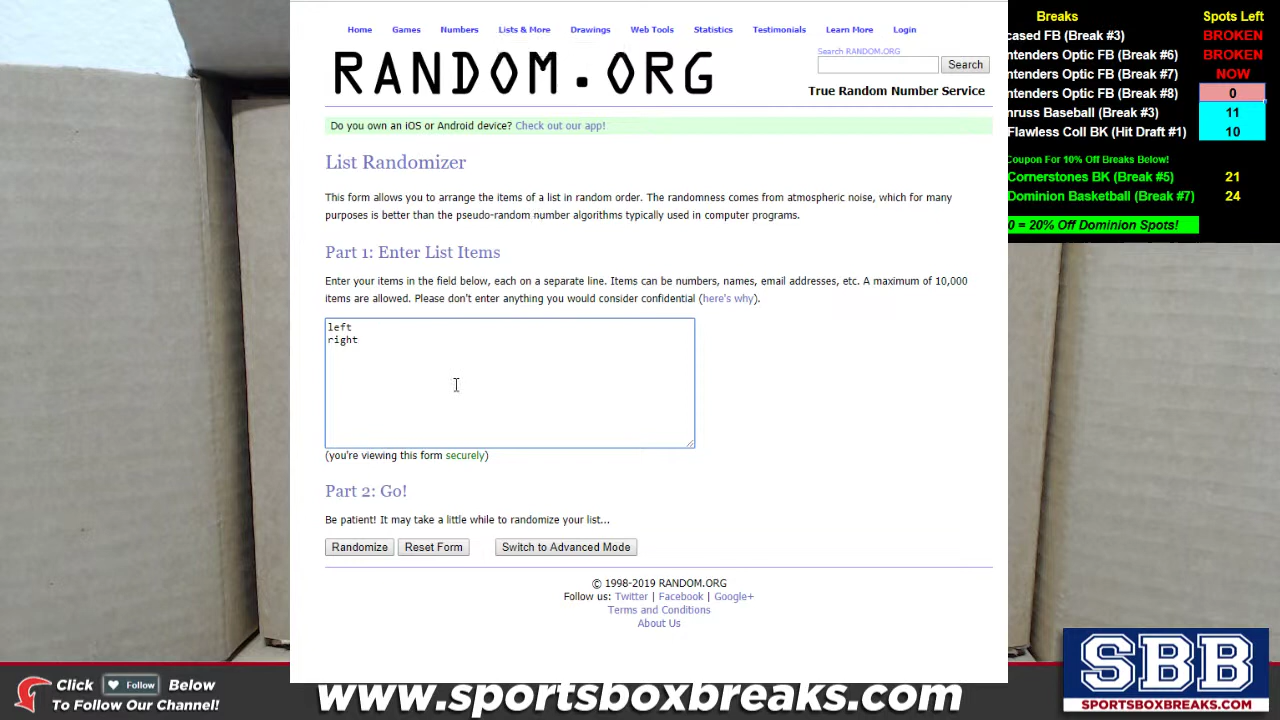 Home Games Numbers Lists & More Drawings Web Tools Statistics Testimonials Learn More Login
RANDOM.ORG
Search RANDOM.ORG
Search
True Random Number Service
Do you own an iOS or Android device? Check out our app!
List Randomizer
This form allows you to arrange the items of a list in random order. The randomness comes from atmospheric noise, which for many
purposes is better than the pseudo-random number algorithms typically used in computer programs.
Part 1: Enter List Items
Enter your items in the field below, each on a separate line. Items can be numbers, names, email addresses, etc. A maximum of 10,000
items are allowed. Please don't enter anything you would consider confidential (here's why).
left
right
(you're viewing this form securely)
Part 2: Go!
Be patient! It may take a little while to randomize your list...
Randomize Reset Form Switch to Advanced Mode
© 1998-2019 RANDOM.ORG
Follow us: Twitter | Facebook | Google+
Terms and Conditions
About Us
Breaks Spots Left
cased FB (Break #3) BROKEN
ntenders Optic FB (Break #6) BROKEN
ntenders Optic FB (Break #7) NOW
ntenders Optic FB (Break #8) 0
nruss Baseball (Break #3) 11
Flawless Coll BK (Hit Draft #1) 10
Coupon For 10% Off Breaks Below!
Cornerstones BK (Break #5) 21
Dominion Basketball (Break #7) 24
0 = 20% Off Dominion Spots!
Click Follow Below
To Follow Our Channel!
www.sportsboxbreaks.com
SBB
SPORTSBOXBREAKS.COM